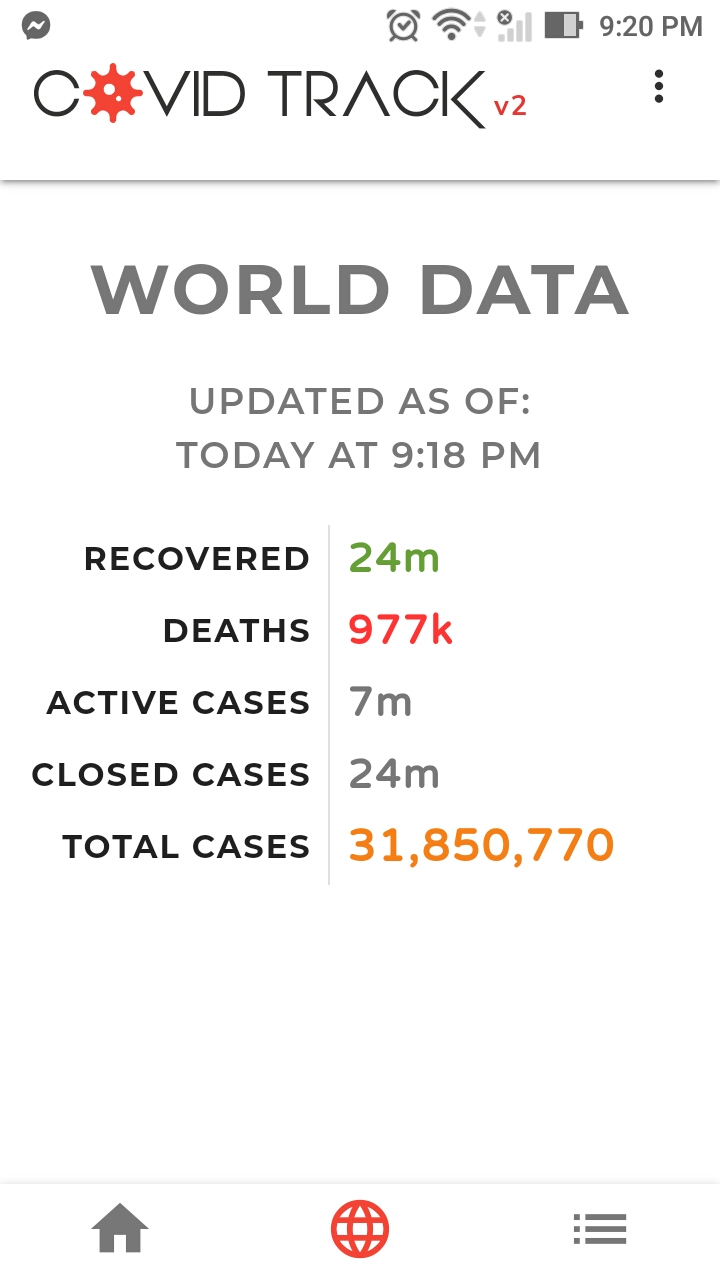 9:20 PM
COVID TRACK v2
WORLD DATA
UPDATED AS OF:
TODAY AT 9:18 PM
RECOVERED 24m
DEATHS 977k
ACTIVE CASES 7m
CLOSED CASES 24m
TOTAL CASES 31,850,770